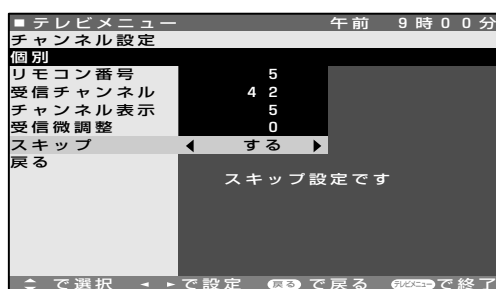 ■テレビメニュー 午前 9時00分
チャンネル設定
個別
リモコン番号 5
受信チャンネル 42
チャンネル表示 5
受信微調整 0
スキップ ◀ する ▶
戻る
スキップ設定です
で選択 で設定 戻る で戻る テレビメニュー で終了